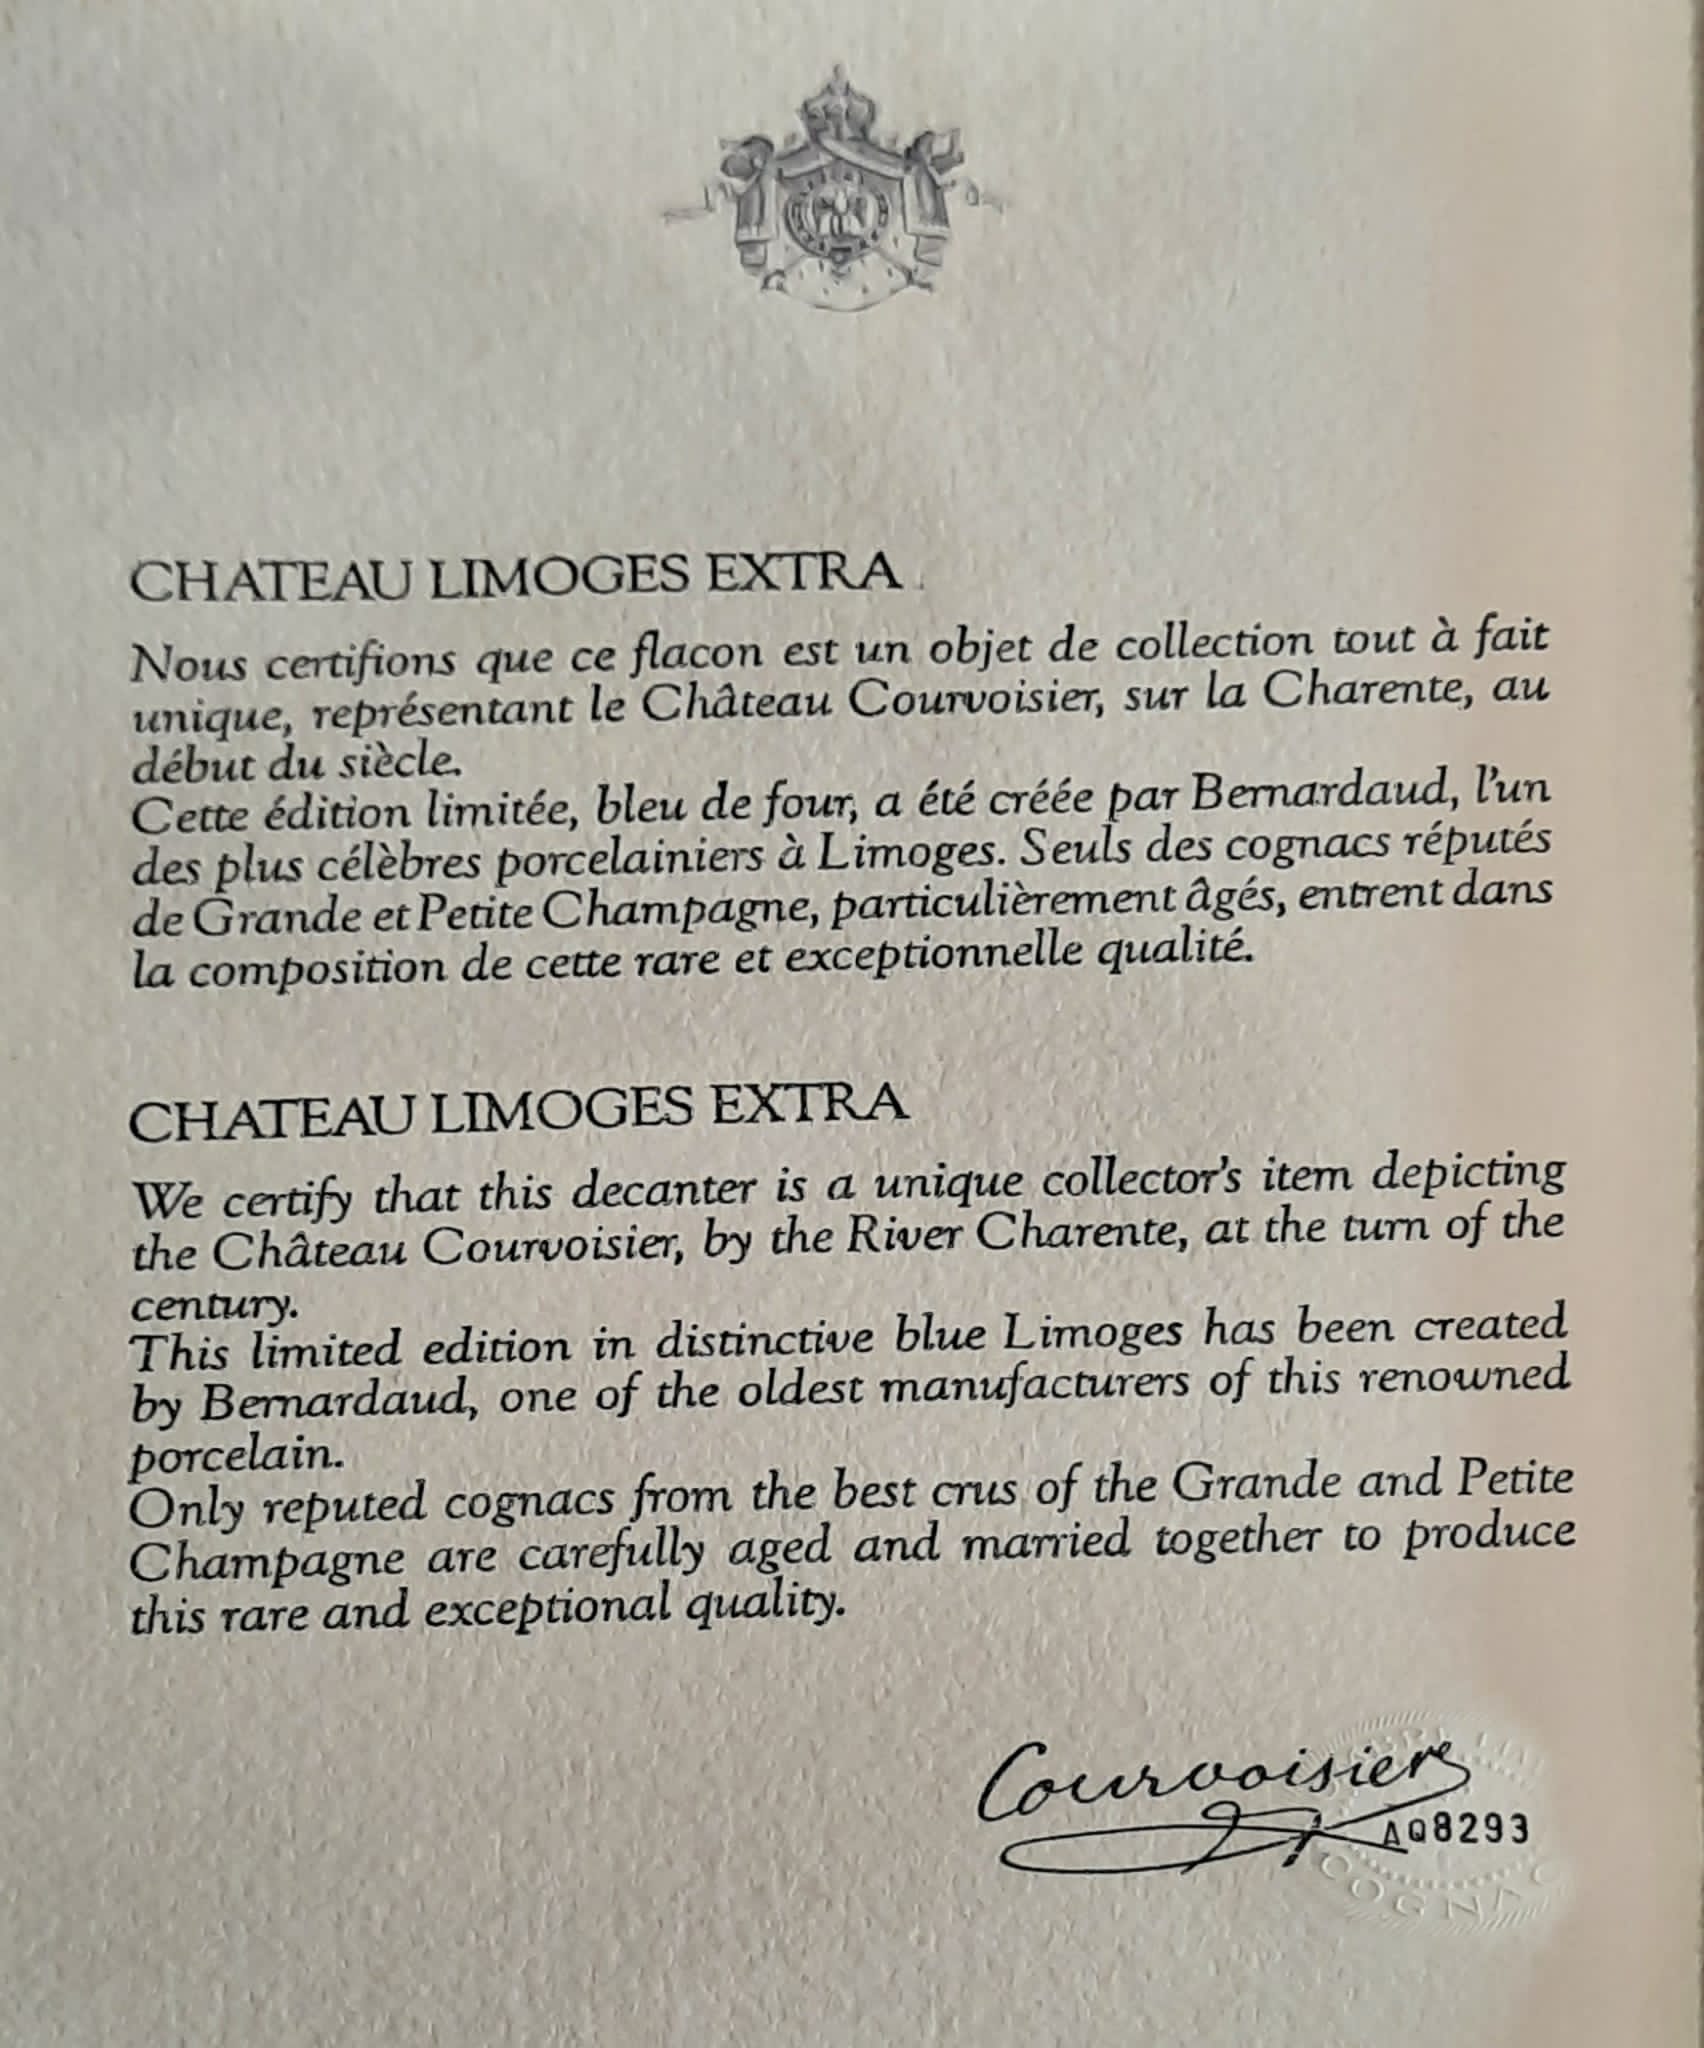 CHATEAU LIMOGES EXTRA
Nous certifions que ce flacon est un objet de collection tout à fait
unique, représentant le Château Courvoisier, sur la Charente, au
début du siècle.
Cette édition limitée, bleu de four, a été créée par Bernardaud, l'un
des plus célèbres porcelainiers à Limoges. Seuls des cognacs réputés
de Grande et Petite Champagne, particulièrement âgés, entrent dans
la composition de cette rare et exceptionnelle qualité.
CHATEAU LIMOGES EXTRA
We certify that this decanter is a unique collector's item depicting
the Château Courvoisier, by the River Charente, at the turn of the
century.
This limited edition in distinctive blue Limoges has been created
by Bernardaud, one of the oldest manufacturers of this renowned
porcelain.
Only reputed cognacs from the best crus of the Grande and Petite
Champagne are carefully aged and married together to produce
this rare and exceptional quality.
Courvoisier
AQ8293
COGNAC